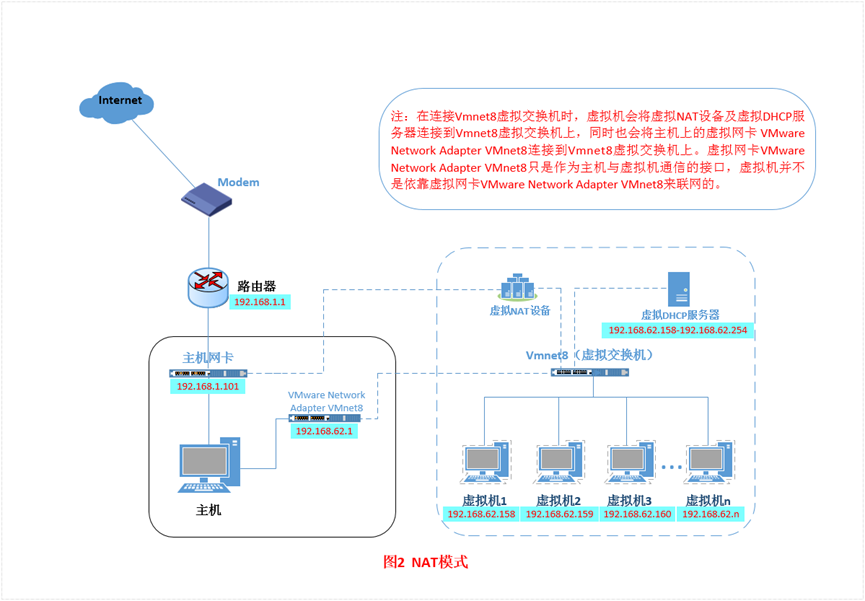 Internet
注：在连接Vmnet8虚拟交换机时，虚拟机会将虚拟NAT设备及虚拟DHCP服
务器连接到Vmnet8虚拟交换机上，同时也会将主机上的虚拟网卡 VMware
Network Adapter VMnet8连接到Vmnet8虚拟交换机上。虚拟网卡VMware
Network Adapter VMnet8只是作为主机与虚拟机通信的接口，虚拟机并不
是依靠虚拟网卡VMware Network Adapter VMnet8来联网的。
Modem
路由器
192.168.1.1
虚拟NAT设备
虚拟DHCP服务器
192.168.62.158-192.168.62.254
主机网卡
192.168.1.101
Vmnet8（虚拟交换机）
VMware Network
Adapter VMnet8
192.168.62.1
主机
虚拟机1
192.168.62.158
虚拟机2
192.168.62.159
虚拟机3
192.168.62.160
虚拟机n
192.168.62.n
图2 NAT模式